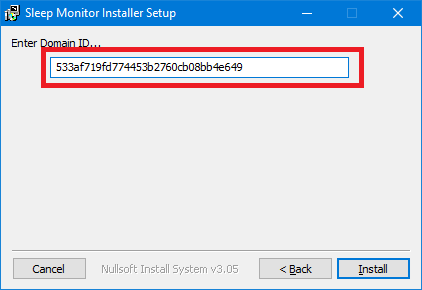 Sleep Monitor Installer Setup
Enter Domain ID...
533af719fd774453b2760cb08bb4e649
Cancel
Nullsoft Install System v3.05
< Back
Install